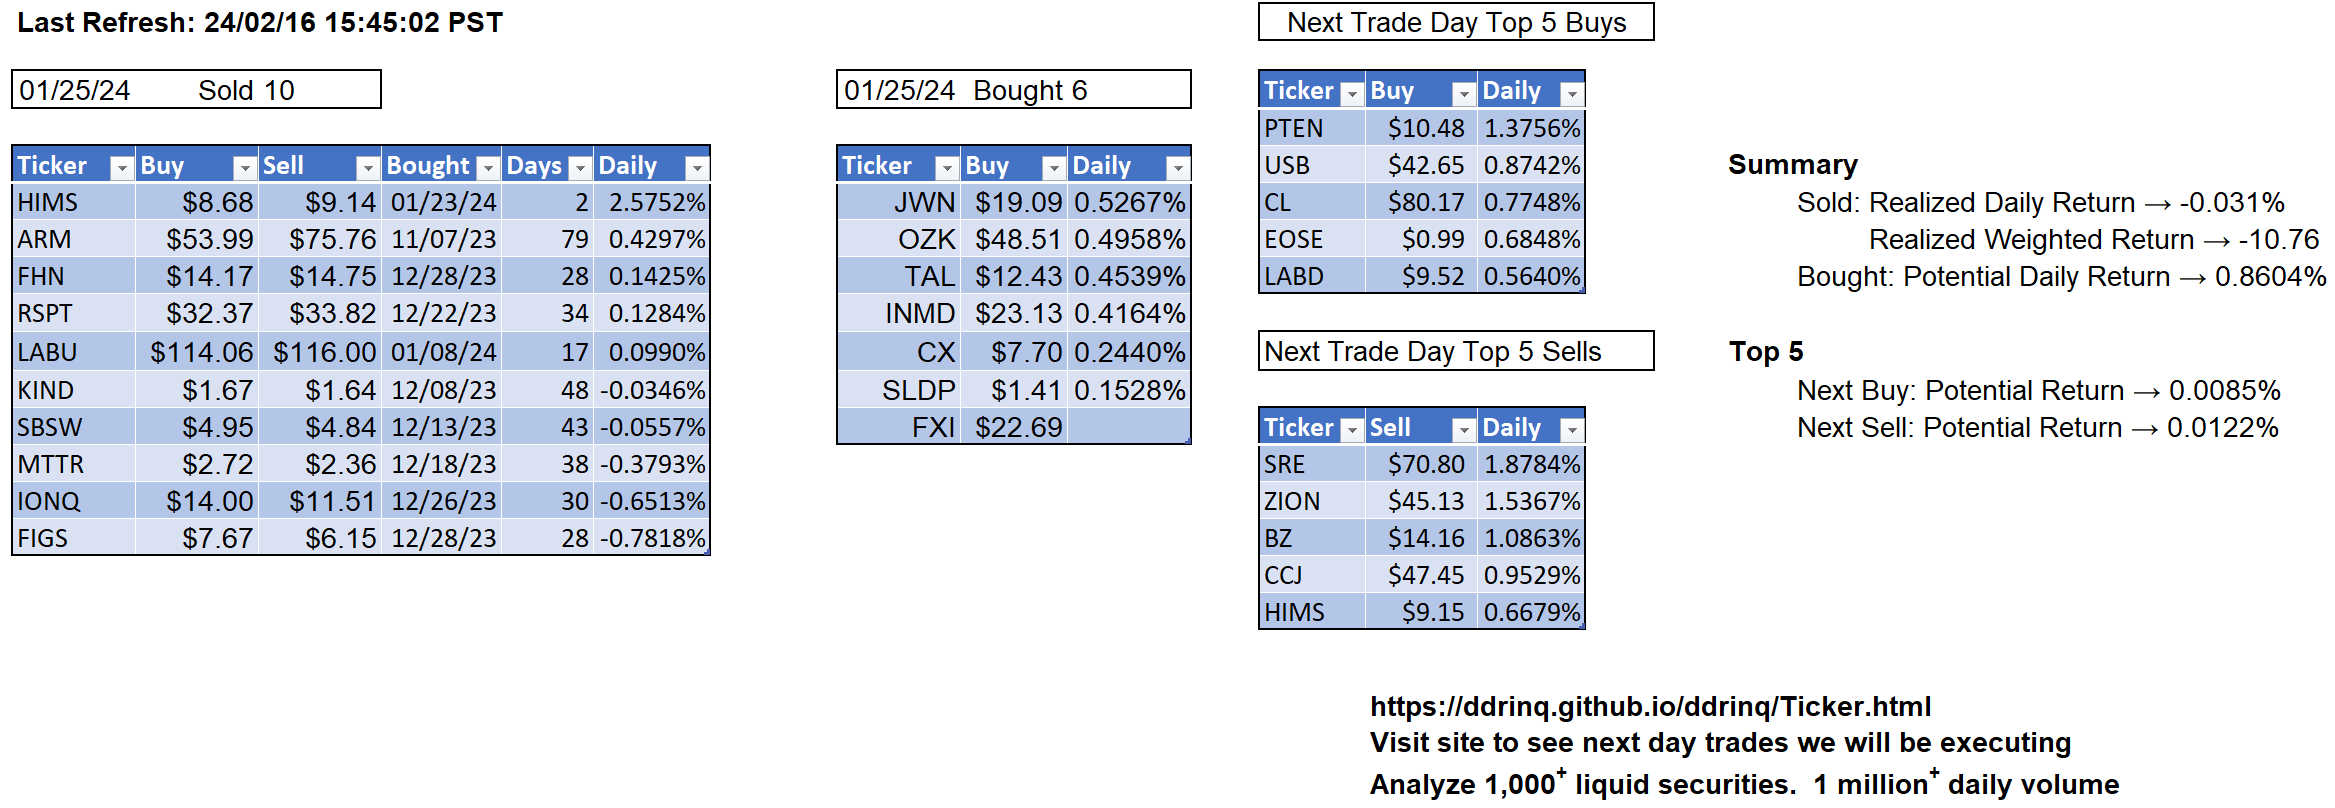 Last Refresh: 24/02/16 15:45:02 PST
01/25/24 Sold 10
Ticker Buy Sell Bought Days Daily
HIMS $8.68 $9.14 01/23/24 2 2.5752%
ARM $53.99 $75.76 11/07/23 79 0.4297%
FHN $14.17 $14.75 12/28/23 28 0.1425%
RSPT $32.37 $33.82 12/22/23 34 0.1284%
LABU $114.06 $116.00 01/08/24 17 0.0990%
KIND $1.67 $1.64 12/08/23 48 -0.0346%
SBSW $4.95 $4.84 12/13/23 43 -0.0557%
MTTR $2.72 $2.36 12/18/23 38 -0.3793%
IONQ $14.00 $11.51 12/26/23 30 -0.6513%
FIGS $7.67 $6.15 12/28/23 28 -0.7818%
01/25/24 Bought 6
Ticker Buy Daily
JWN $19.09 0.5267%
OZK $48.51 0.4958%
TAL $12.43 0.4539%
INMD $23.13 0.4164%
CX $7.70 0.2440%
SLDP $1.41 0.1528%
FXI $22.69
Next Trade Day Top 5 Buys
Ticker Buy Daily
PTEN $10.48 1.3756%
USB $42.65 0.8742%
CL $80.17 0.7748%
EOSE $0.99 0.6848%
LABD $9.52 0.5640%
Next Trade Day Top 5 Sells
Ticker Sell Daily
SRE $70.80 1.8784%
ZION $45.13 1.5367%
BZ $14.16 1.0863%
CCJ $47.45 0.9529%
HIMS $9.15 0.6679%
Summary
Sold: Realized Daily Return → -0.031%
Realized Weighted Return → -10.76
Bought: Potential Daily Return → 0.8604%
Top 5
Next Buy: Potential Return → 0.0085%
Next Sell: Potential Return → 0.0122%
https://ddrinq.github.io/ddrinq/Ticker.html
Visit site to see next day trades we will be executing
Analyze 1,000+ liquid securities. 1 million+ daily volume